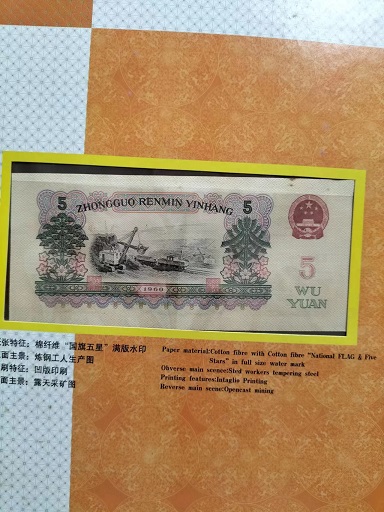 5 ZHONGGUO RENMIN YINHANG 5
5
WU
YUAN
1960
张特征：棉纤维“国旗五星”满版水印
面主景：炼钢工人生产图
刷特征：凹版印刷
面主景：露天采矿图
Paper material:Cotton fibre with Cotton fibre "National FLAG & Five
Stars" in full size water mark
Obverse main scence:Sted workers tempering steel
Printing features:Intaglie Printing
Reverse main scene:Opencast mining